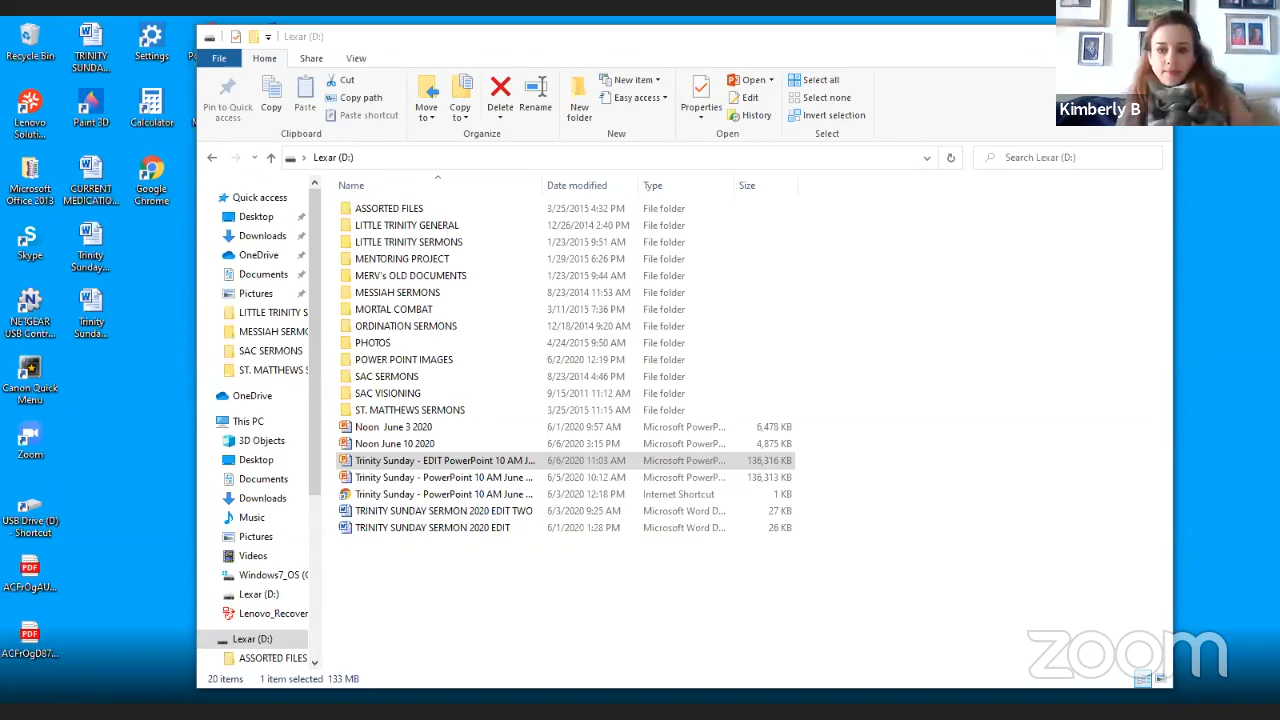 Recycle Bin
TRINITY SUNDA...
Settings
Lenovo Soluti...
Paint 3D
Calculator
Microsoft Office 2013
CURRENT MEDICATIO...
Google Chrome
Skype
Trinity Sunday...
NETGEAR USB Contr...
Trinity Sunda...
Canon Quick Menu
Zoom
USB Drive (D) - Shortcut
PDF
ACFrOgAU...
PDF
ACFrOgD87...
Lexar (D:)
File Home Share View
Pin to Quick access
Copy
Paste
Cut
Copy path
Paste shortcut
Clipboard
Move to
Copy to
Delete
Rename
Organize
New folder
New item
Easy access
New
Properties
Open
Edit
History
Open
Select all
Select none
Invert selection
Select
Kimberly B
Lexar (D:)
Search Lexar (D:)
Quick access
Desktop
Downloads
OneDrive
Documents
Pictures
LITTLE TRINITY S
MESSIAH SERMO
SAC SERMONS
ST. MATTHEWS S
OneDrive
This PC
3D Objects
Desktop
Documents
Downloads
Music
Pictures
Videos
Windows7_OS (C
Lexar (D:)
Lenovo_Recover
Lexar (D:)
ASSORTED FILES
Name Date modified Type Size
ASSORTED FILES 3/25/2015 4:32 PM File folder
LITTLE TRINITY GENERAL 12/26/2014 2:40 PM File folder
LITTLE TRINITY SERMONS 1/23/2015 9:51 AM File folder
MENTORING PROJECT 1/29/2015 6:26 PM File folder
MERV's OLD DOCUMENTS 1/23/2015 9:44 AM File folder
MESSIAH SERMONS 8/23/2014 11:53 AM File folder
MORTAL COMBAT 3/11/2015 7:36 PM File folder
ORDINATION SERMONS 12/18/2014 9:20 AM File folder
PHOTOS 4/24/2015 9:50 AM File folder
POWER POINT IMAGES 6/2/2020 12:19 PM File folder
SAC SERMONS 8/23/2014 4:46 PM File folder
SAC VISIONING 9/15/2011 11:12 AM File folder
ST. MATTHEWS SERMONS 3/25/2015 11:15 AM File folder
Noon June 3 2020 6/1/2020 9:57 AM Microsoft PowerP... 6,478 KB
Noon June 10 2020 6/6/2020 3:15 PM Microsoft PowerP... 4,875 KB
Trinity Sunday - EDIT PowerPoint 10 AM J... 6/6/2020 11:03 AM Microsoft PowerP... 136,316 KB
Trinity Sunday - PowerPoint 10 AM June ... 6/5/2020 10:12 AM Microsoft PowerP... 136,313 KB
Trinity Sunday - PowerPoint 10 AM June ... 6/3/2020 12:18 PM Internet Shortcut 1 KB
TRINITY SUNDAY SERMON 2020 EDIT TWO 6/3/2020 9:25 AM Microsoft Word D... 27 KB
TRINITY SUNDAY SERMON 2020 EDIT 6/1/2020 1:28 PM Microsoft Word D... 26 KB
20 items 1 item selected 133 MB
zoom